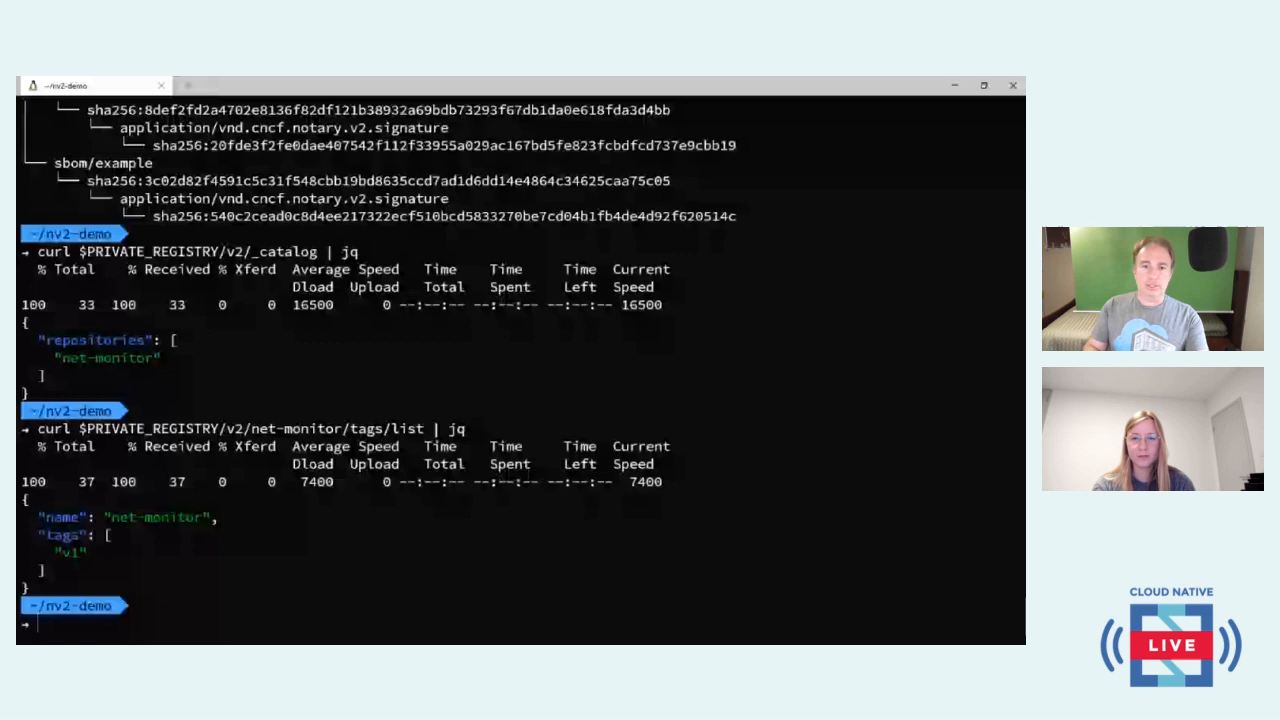 ~/nv2-demo
└── sha256:8def2fd2a4702e8136f82df121b38932a69bdb73293f67db1da0e618fda3d4bb
└── application/vnd.cncf.notary.v2.signature
└── sha256:20fde3f2fe0dae407542f112f33955a029ac167bd5fe823fcbdfcd737e9cbb19
└── sbom/example
└── sha256:3c02d82f4591c5c31f548cbb19bd8635ccd7ad1d6dd14e4864c34625caa75c05
└── application/vnd.cncf.notary.v2.signature
└── sha256:540c2cead0c8d4ee217322ecf510bcd5833270be7cd04b1fb4de4d92f620514c
~/nv2-demo
→ curl $PRIVATE_REGISTRY/v2/_catalog | jq
% Total % Received % Xferd Average Speed Time Time Time Current
Dload Upload Total Spent Left Speed
100 33 100 33 0 0 16500 0 --:--:-- --:--:-- --:--:-- 16500
{
"repositories": [
"net-monitor"
]
}
~/nv2-demo
→ curl $PRIVATE_REGISTRY/v2/net-monitor/tags/list | jq
% Total % Received % Xferd Average Speed Time Time Time Current
Dload Upload Total Spent Left Speed
100 37 100 37 0 0 7400 0 --:--:-- --:--:-- --:--:-- 7400
{
"name": "net-monitor",
"tags": [
"v1"
]
}
~/nv2-demo
→
CLOUD NATIVE
LIVE